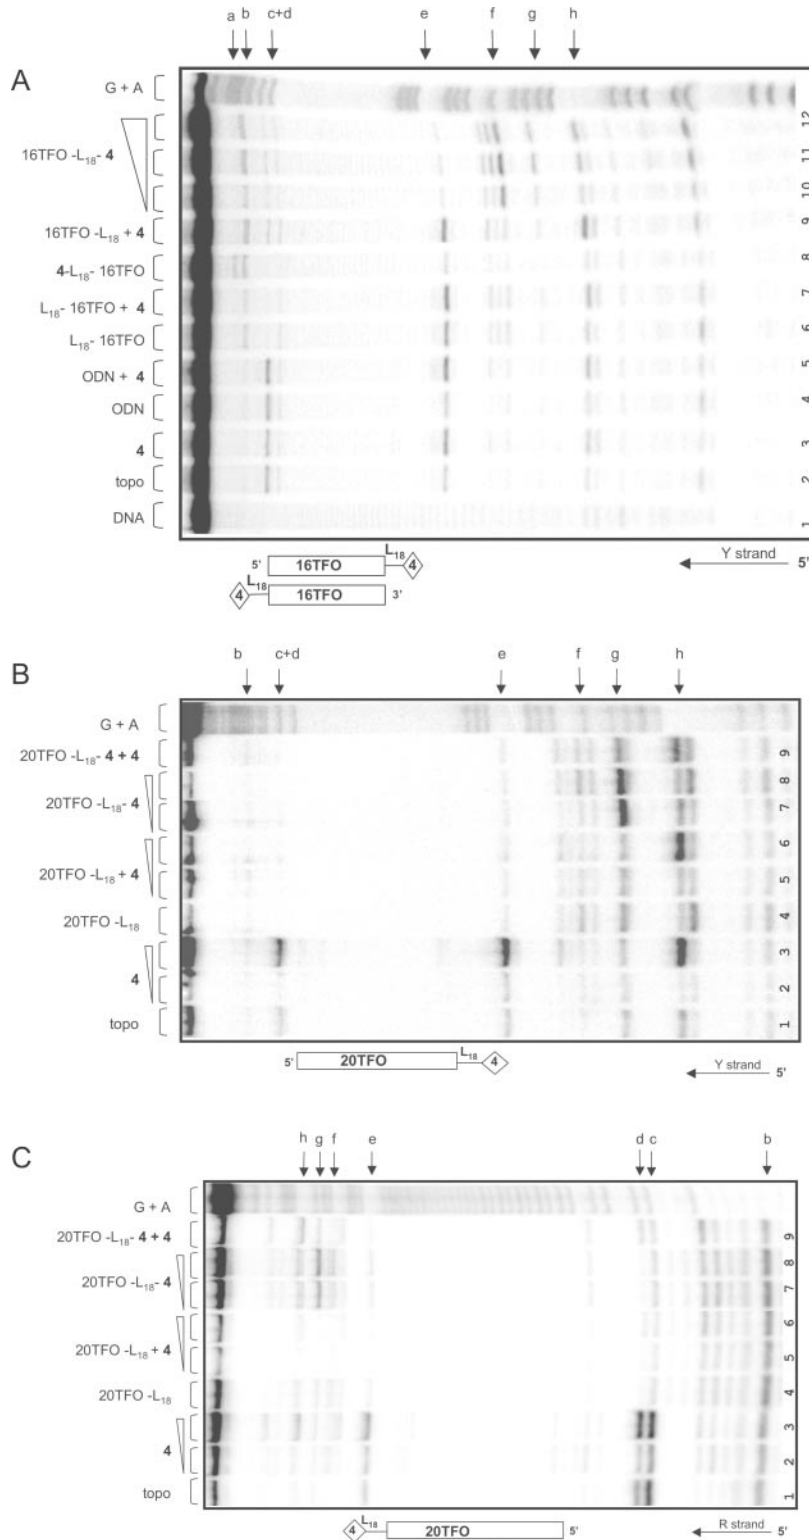 a b c+d e f g h
A
G + A
16TFO -L18- 4
16TFO -L18 + 4
4-L18- 16TFO
L18- 16TFO + 4
L18- 16TFO
ODN + 4
ODN
4
topo
DNA
12
11
10
9
8
7
6
5
4
3
2
1
5' 16TFO L18 4
4 L18 16TFO 3'
Y strand 5'
b c+d e f g h
B
G + A
20TFO -L18- 4 + 4
20TFO -L18- 4
20TFO -L18 + 4
20TFO -L18
4
topo
9
8
7
6
5
4
3
2
1
5' 20TFO L18 4
Y strand 5'
h g f e d c b
C
G + A
20TFO -L18- 4 + 4
20TFO -L18- 4
20TFO -L18 + 4
20TFO -L18
4
topo
9
8
7
6
5
4
3
2
1
4 L18 20TFO 5'
R strand 5'